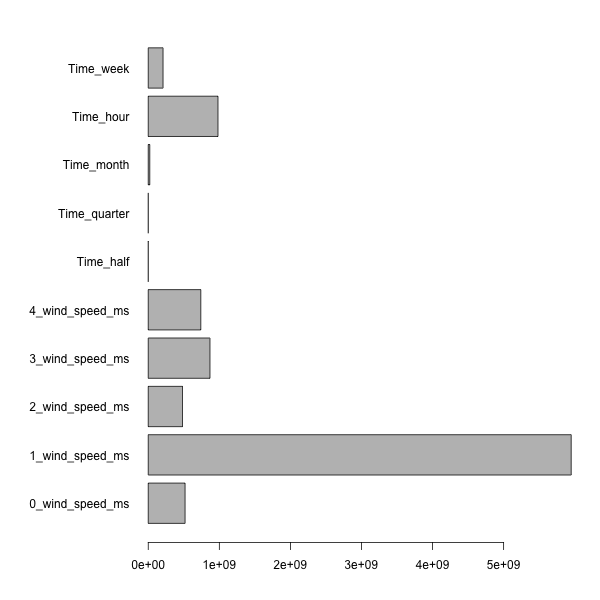 Time_week
Time_hour
Time_month
Time_quarter
Time_half
4_wind_speed_ms
3_wind_speed_ms
2_wind_speed_ms
1_wind_speed_ms
0_wind_speed_ms
0e+00 1e+09 2e+09 3e+09 4e+09 5e+09